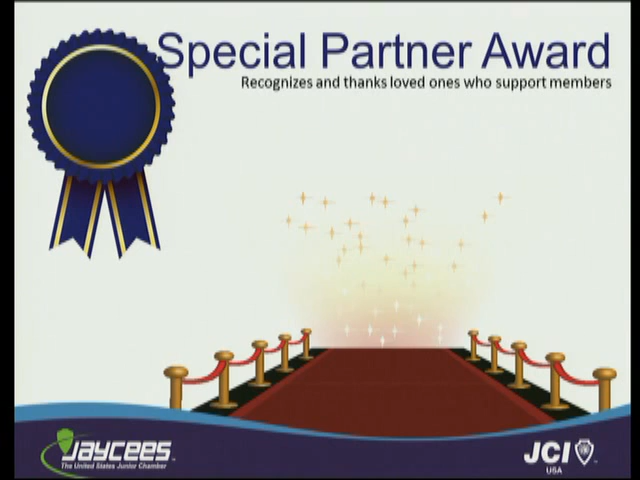 Special Partner Award
Recognizes and thanks loved ones who support members
JAYCEES
The United States Junior Chamber
JCI
USA